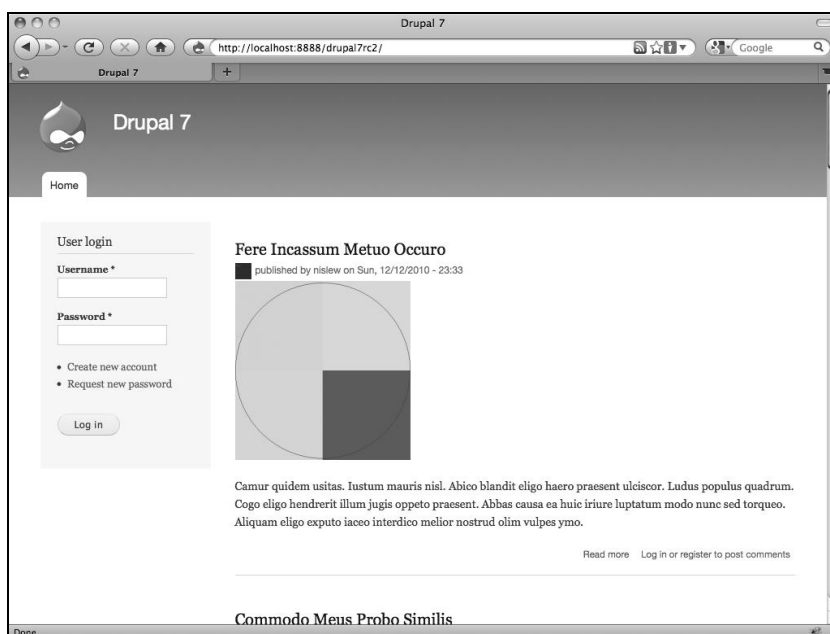 Drupal 7
http://localhost:8888/drupal7rc2/
Google
Drupal 7
+
Drupal 7
Home
User login
Username *
Password *
• Create new account
• Request new password
Log in
Fere Incassum Metuo Occuro
published by nislew on Sun, 12/12/2010 - 23:33
Camur quidem usitas. Iustum mauris nisl. Abico blandit eligo haero praesent ulciscor. Ludus populus quadrum.
Cogo eligo hendrerit illum jugis oppeto praesent. Abbas causa ea huic iriure luptatum modo nunc sed torqueo.
Aliquam eligo exputo iaceo interdico melior nostrud olim vulpes ymo.
Read more Log in or register to post comments
Commodo Meus Probo Similis
Done